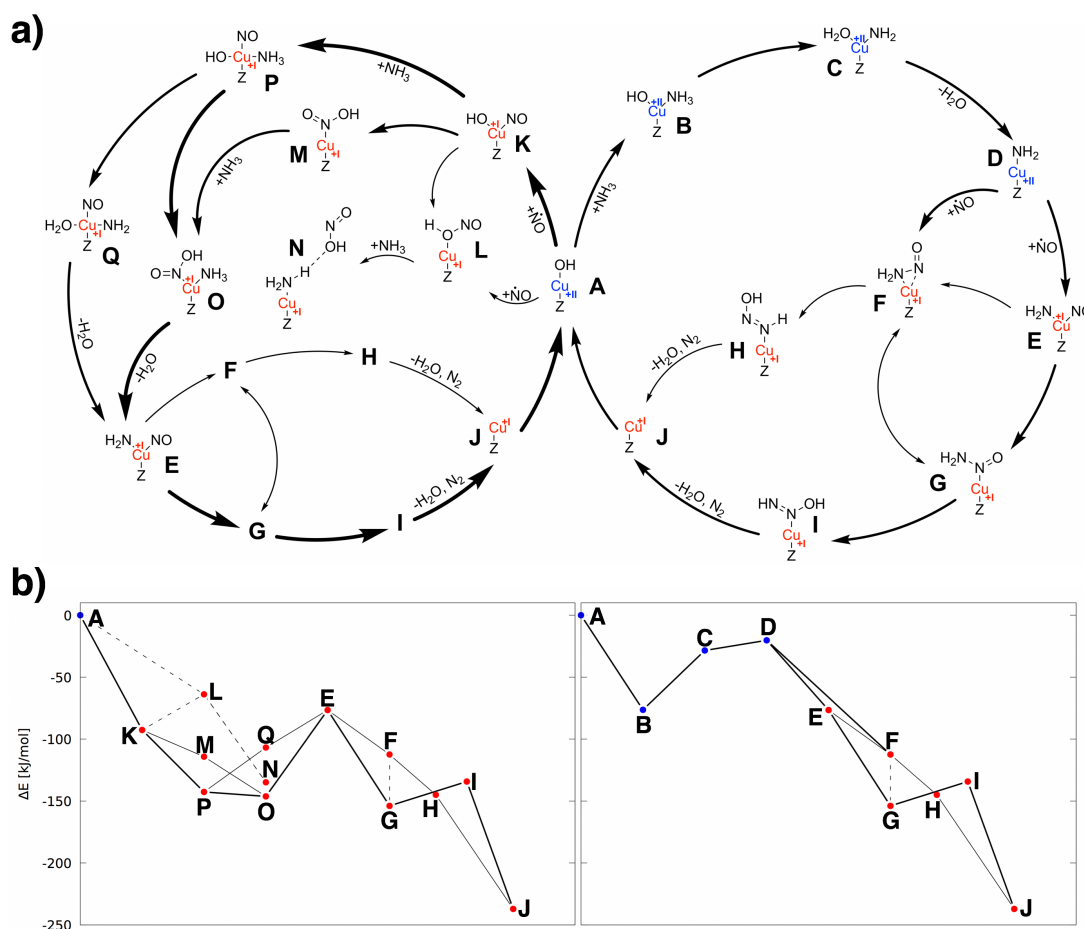 a)
NO
HO Cu NH₃
+I
Z
P
+NH₃
O N OH
Cu
+I
Z
M
+NH₃
HO +I NO
Cu
Z
K
+ṄO
H O NO
Cu
+I
Z
L
+NH₃
N O
OH
N
H
H₂N
Cu
+I
Z
+ṄO
NO
H₂O Cu NH₂
+I
Z
Q
-H₂O
OH
O N NH₃
+I
Cu
Z
O
-H₂O
H₂N +I NO
Cu
Z
E
F
H
-H₂O, N₂
G
I
-H₂O, N₂
J
Cu +I
Z
OH
Cu
+II
Z
A
+NH₃
HO +II NH₃
Cu
Z
B
H₂O +II NH₂
Cu
Z
C
-H₂O
D
NH₂
Cu
+II
Z
+ṄO
+ṄO
O
H₂N N
Cu
+I
Z
F
H₂N +I NO
Cu
Z
E
OH
N N H
Cu
+I
Z
H
-H₂O, N₂
Cu +I
Z
J
H₂N N O
Cu
+I
Z
G
HN N OH
Cu
+I
Z
I
-H₂O, N₂
b)
ΔE [kJ/mol]
0
-50
-100
-150
-200
-250
A
L
K
M
P
Q
N
O
E
F
G
H
I
J
A
B
C
D
E
F
G
H
I
J